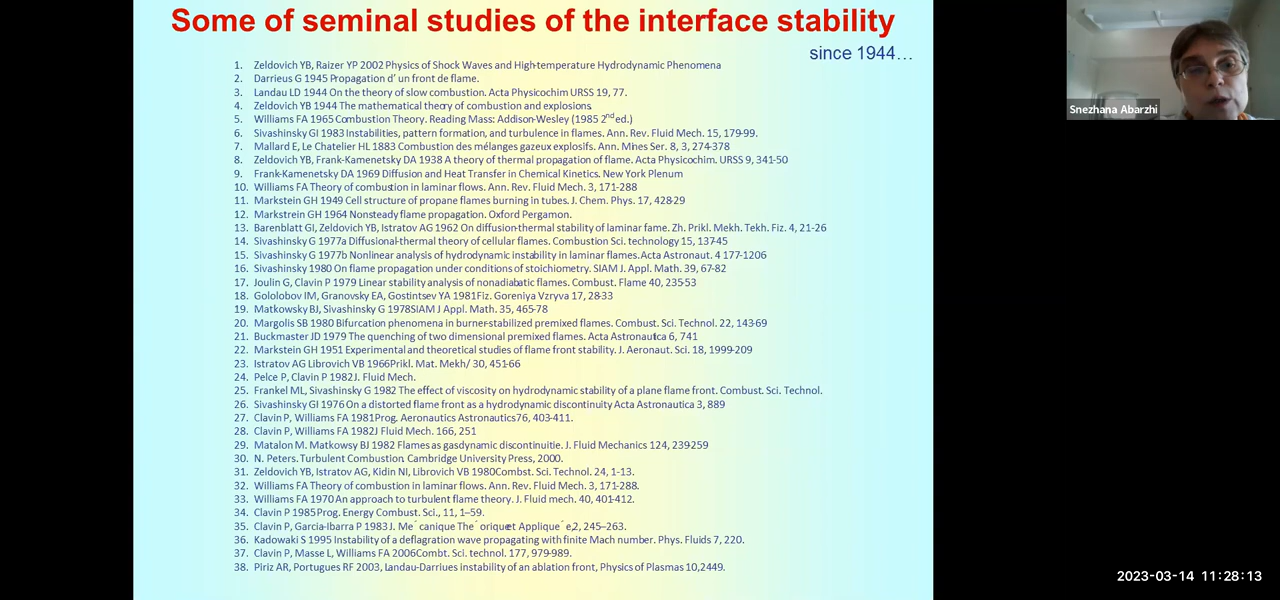 Some of seminal studies of the interface stability
since 1944…
1. Zeldovich YB, Raizer YP 2002 Physics of Shock Waves and High-temperature Hydrodynamic Phenomena
2. Darrieus G 1945 Propagation d' un front de flame.
3. Landau LD 1944 On the theory of slow combustion. Acta Physicochim URSS 19, 77.
4. Zeldovich YB 1944 The mathematical theory of combustion and explosions.
5. Williams FA 1965 Combustion Theory. Reading Mass: Addison-Wesley (1985 2nd ed.)
6. Sivashinsky GI 1983 Instabilities, pattern formation, and turbulence in flames. Ann. Rev. Fluid Mech. 15, 179-99.
7. Mallard E, Le Chatelier HL 1883 Combustion des mélanges gazeux explosifs. Ann. Mines Ser. 8, 3, 274-378
8. Zeldovich YB, Frank-Kamenetsky DA 1938 A theory of thermal propagation of flame. Acta Physicochim. URSS 9, 341-50
9. Frank-Kamenetsky DA 1969 Diffusion and Heat Transfer in Chemical Kinetics. New York Plenum
10. Williams FA Theory of combustion in laminar flows. Ann. Rev. Fluid Mech. 3, 171-288
11. Markstein GH 1949 Cell structure of propane flames burning in tubes. J. Chem. Phys. 17, 428-29
12. Markstrein GH 1964 Nonsteady flame propagation. Oxford Pergamon.
13. Barenblatt GI, Zeldovich YB, Istratov AG 1962 On diffusion-thermal stability of laminar fame. Zh. Prikl. Mekh. Tekh. Fiz. 4, 21-26
14. Sivashinsky G 1977a Diffusional-thermal theory of cellular flames. Combustion Sci. technology 15, 137-45
15. Sivashinsky G 1977b Nonlinear analysis of hydrodynamic instability in laminar flames. Acta Astronaut. 4 177-1206
16. Sivashinsky 1980 On flame propagation under conditions of stoichiometry. SIAM J. Appl. Math. 39, 67-82
17. Joulin G, Clavin P 1979 Linear stability analysis of nonadiabatic flames. Combust. Flame 40, 235-53
18. Gololobov IM, Granovsky EA, Gostintsev YA 1981 Fiz. Goreniya Vzryva 17, 28-33
19. Matkowsky BJ, Sivashinsky G 1978 SIAM J Appl. Math. 35, 465-78
20. Margolis SB 1980 Bifurcation phenomena in burner-stabilized premixed flames. Combust. Sci. Technol. 22, 143-69
21. Buckmaster JD 1979 The quenching of two dimensional premixed flames. Acta Astronautica 6, 741
22. Markstein GH 1951 Experimental and theoretical studies of flame front stability. J. Aeronaut. Sci. 18, 1999-209
23. Istratov AG Librovich VB 1966 Prikl. Mat. Mekh/ 30, 451-66
24. Pelce P, Clavin P 1982 J. Fluid Mech.
25. Frankel ML, Sivashinsky G 1982 The effect of viscosity on hydrodynamic stability of a plane flame front. Combust. Sci. Technol.
26. Sivashinsky GI 1976 On a distorted flame front as a hydrodynamic discontinuity Acta Astronautica 3, 889
27. Clavin P, Williams FA 1981 Prog. Aeronautics Astronautics 76, 403-411.
28. Clavin P, Williams FA 1982 J Fluid Mech. 166, 251
29. Matalon M. Matkowsy BJ 1982 Flames as gasdynamic discontinuitie. J. Fluid Mechanics 124, 239-259
30. N. Peters. Turbulent Combustion. Cambridge University Press, 2000.
31. Zeldovich YB, Istratov AG, Kidin NI, Librovich VB 1980 Combst. Sci. Technol. 24, 1-13.
32. Williams FA Theory of combustion in laminar flows. Ann. Rev. Fluid Mech. 3, 171-288.
33. Williams FA 1970 An approach to turbulent flame theory. J. Fluid mech. 40, 401-412.
34. Clavin P 1985 Prog. Energy Combust. Sci., 11, 1–59.
35. Clavin P, Garcia-Ibarra P 1983 J. Me´canique The´orique et Applique´e, 2, 245–263.
36. Kadowaki S 1995 Instability of a deflagration wave propagating with finite Mach number. Phys. Fluids 7, 220.
37. Clavin P, Masse L, Williams FA 2006 Combt. Sci. technol. 177, 979-989.
38. Piriz AR, Portugues RF 2003, Landau-Darriues instability of an ablation front, Physics of Plasmas 10,2449.
Snezhana Abarzhi
2023-03-14 11:28:13